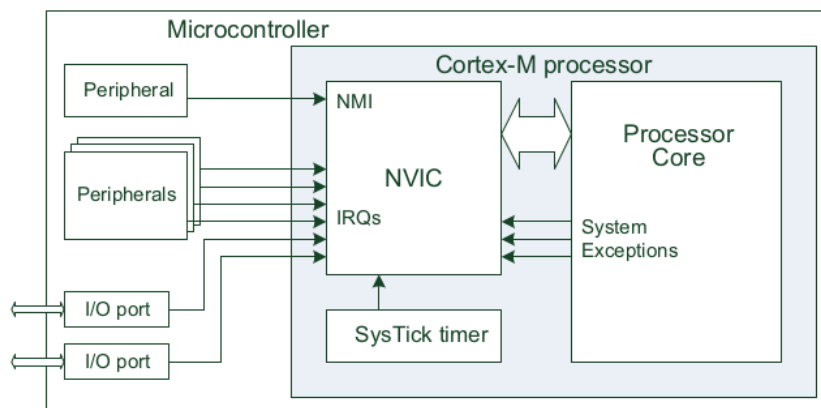 Microcontroller
Cortex-M processor
Peripheral
NMI
Processor
Core
NVIC
Peripherals
IRQs
System
Exceptions
I/O port
SysTick timer
I/O port